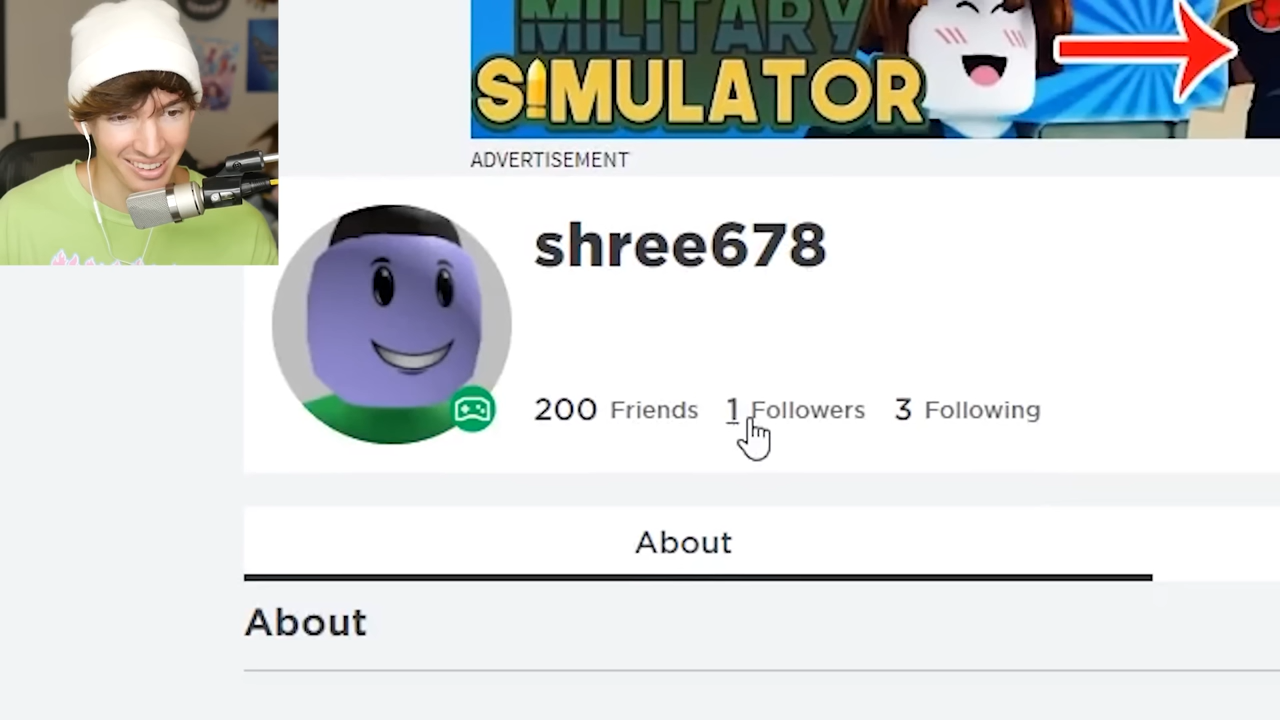 MILITARY
SIMULATOR
ADVERTISEMENT
shree678
200 Friends 1 Followers 3 Following
About
About